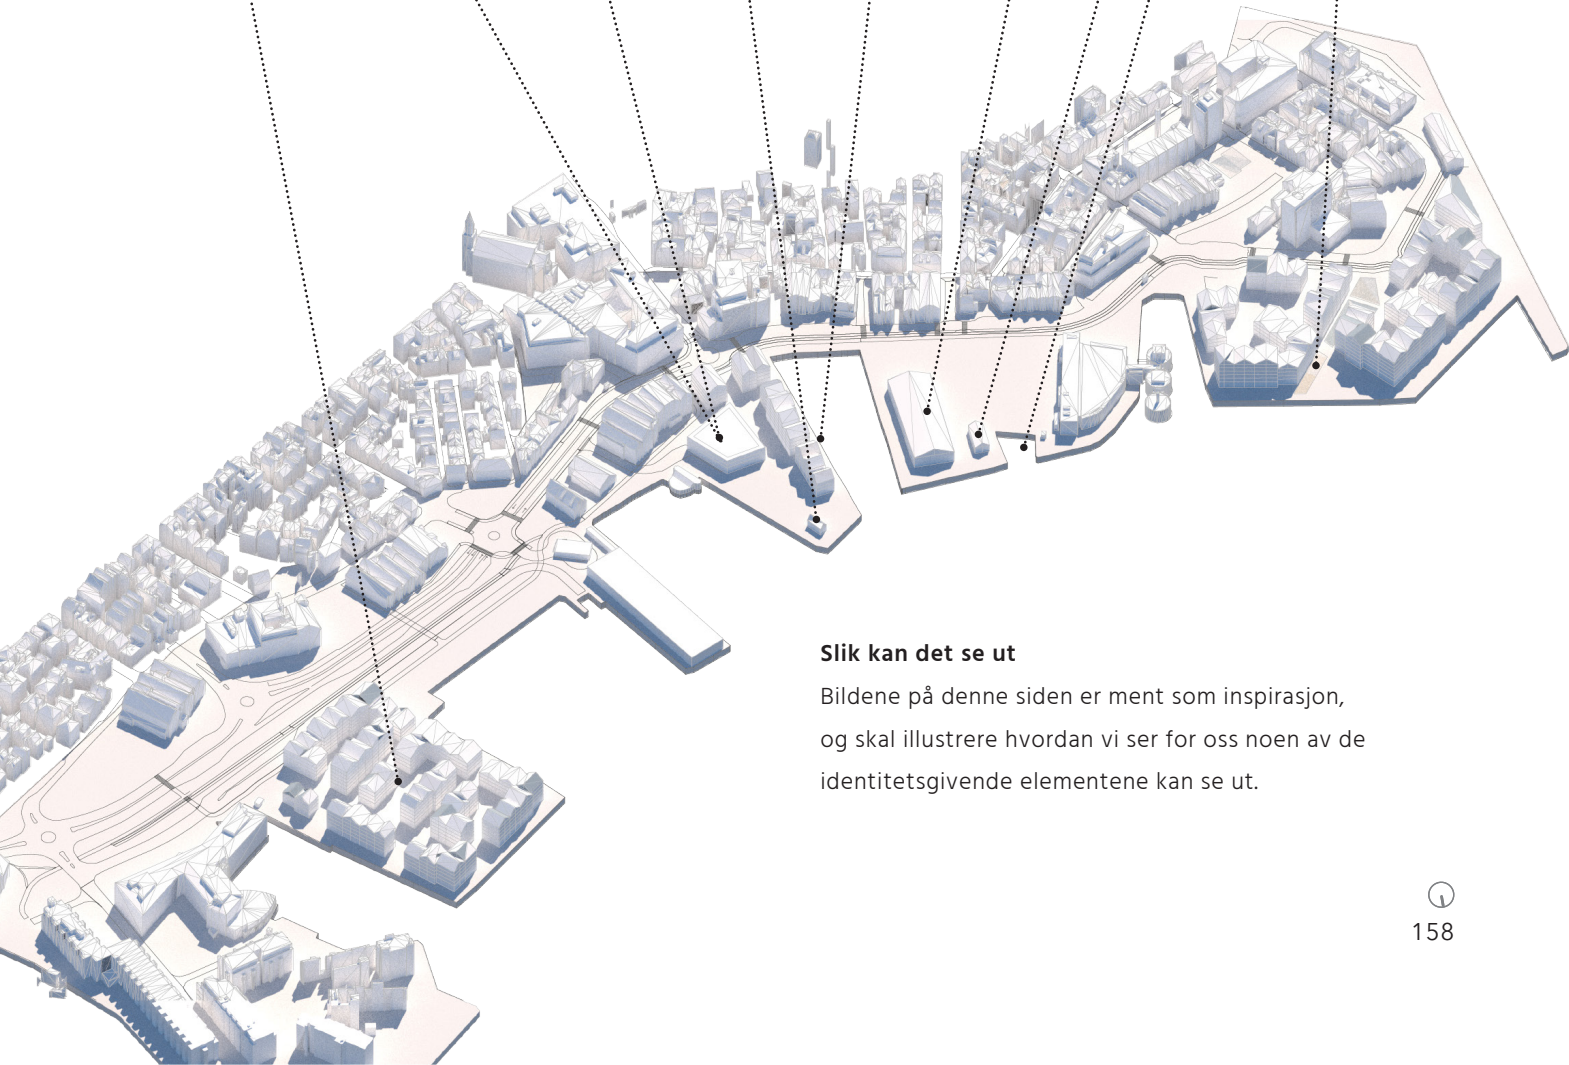 Slik kan det se ut
Bildene på denne siden er ment som inspirasjon,
og skal illustrere hvordan vi ser for oss noen av de
identitetsgivende elementene kan se ut.
158